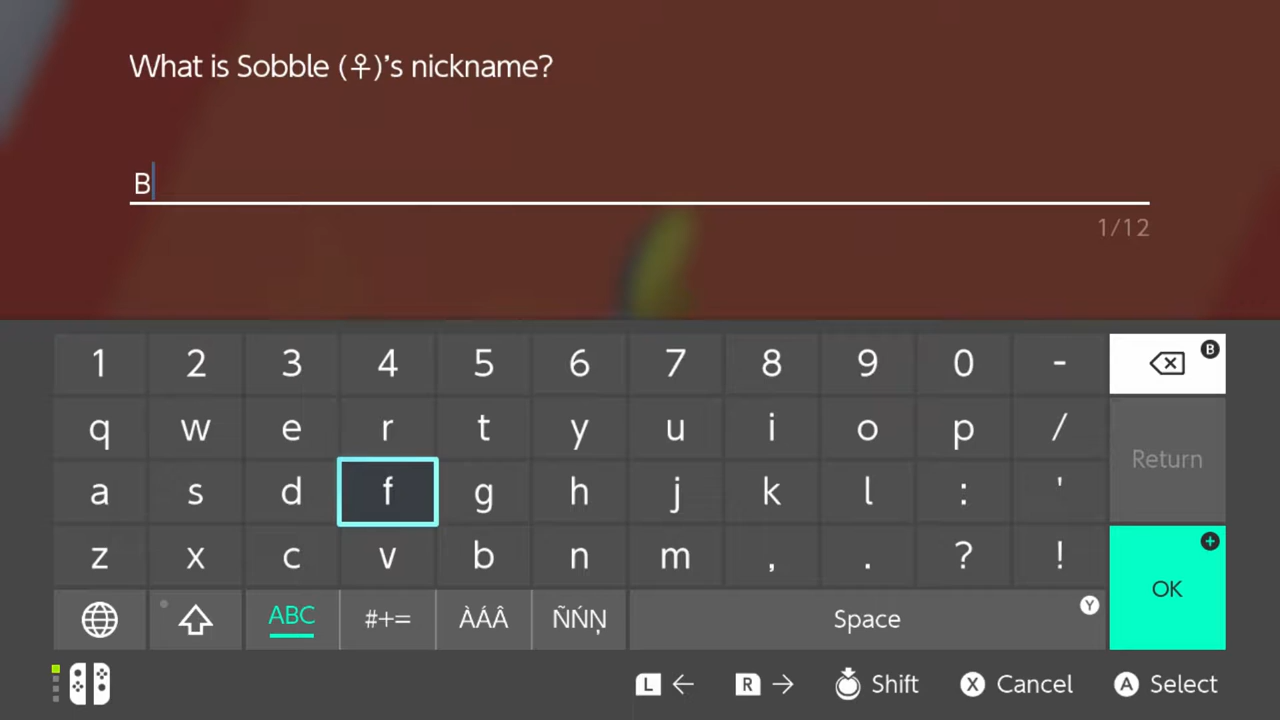 What is Sobble (♀)'s nickname?
B
1/12
1 2 3 4 5 6 7 8 9 0 - B
q w e r t y u i o p / Return
a s d f g h j k l : '
z x c v b n m , . ? ! OK +
ABC #+= ÀÁÂ ÑŃŅ Space Y
L ← R → Shift X Cancel A Select